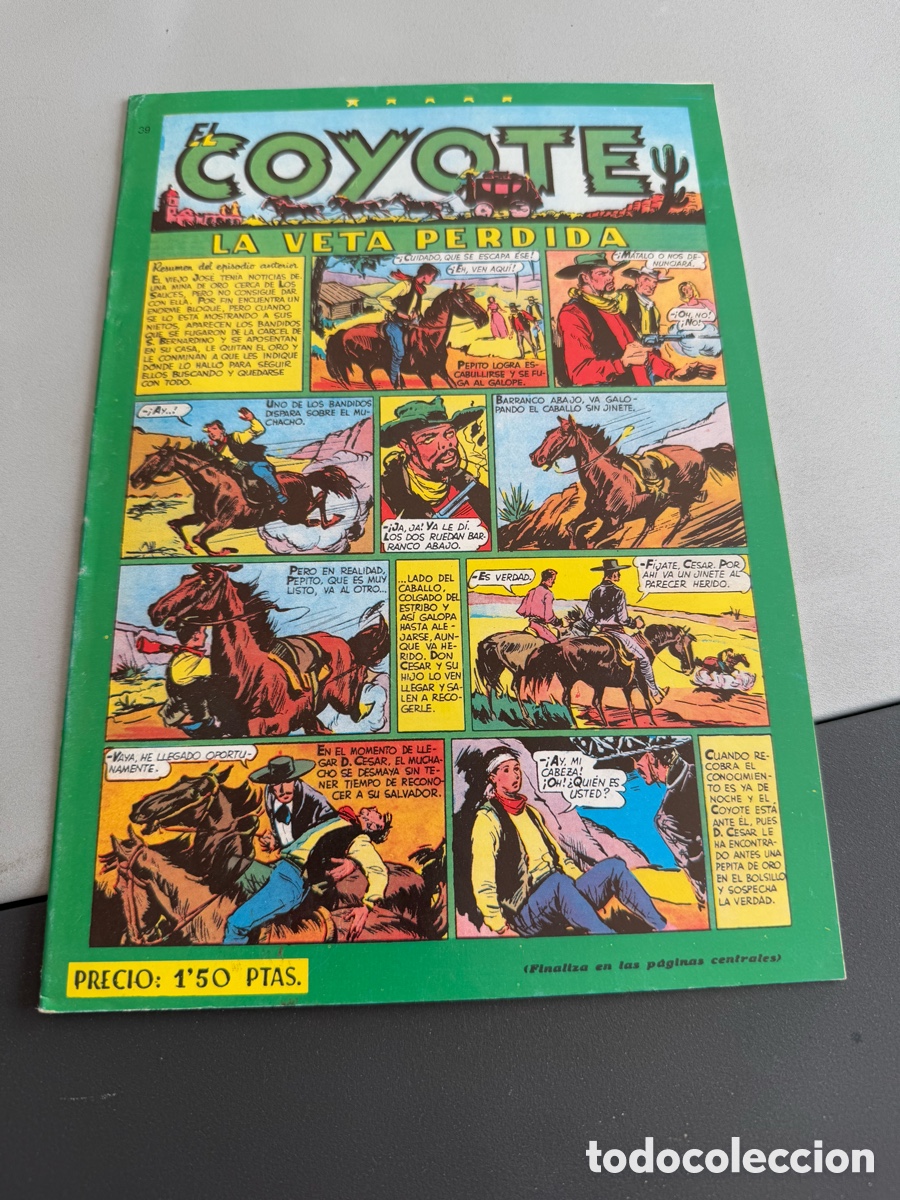 39
EL
COYOTE
LA VETA PERDIDA
Resumen del episodio anterior
EL VIEJO JOSÉ TENÍA NOTICIAS DE
UNA MINA DE ORO CERCA DE LOS
SAUCES, PERO NO CONSIGUE DAR
CON ELLA. POR FIN ENCUENTRA UN
ENORME BLOQUE, PERO CUANDO
SE LO ESTA MOSTRANDO A SUS
NIETOS, APARECEN LOS BANDIDOS
QUE SE FUGARON DE LA CARCEL DE
S. BERNARDINO Y SE APOSENTAN
EN SU CASA, LE QUITAN EL ORO Y
LE CONMINAN A QUE LES INDIQUE
DONDE LO HALLO PARA SEGUIR
ELLOS BUSCANDO Y QUEDARSE
CON TODO.
-¡CUIDADO, QUE SE ESCAPA ESE!
-¡EH, VEN AQUÍ!
PEPITO LOGRA ES-
CABULLIRSE Y SE FU-
GA AL GALOPE.
-¡MÁTALO O NOS DE-
NUNCIARÁ.
-¡OH, NO!
¡NO!
-¡AY..!
UNO DE LOS BANDIDOS
DISPARA SOBRE EL MU-
CHACHO.
-¡JA, JA! YA LE DÍ.
LOS DOS RUEDAN BAR-
RANCO ABAJO.
BARRANCO ABAJO, VA GALO-
PANDO EL CABALLO SIN JINETE.
PERO EN REALIDAD,
PEPITO, QUE ES MUY
LISTO, VA AL OTRO...
...LADO DEL
CABALLO,
COLGADO DEL
ESTRIBO Y
ASÍ GALOPA
HASTA ALE-
JARSE, AUN-
QUE VA HE-
RIDO. DON
CESAR Y SU
HIJO LO VEN
LLEGAR Y SA-
LEN A RECO-
GERLE.
-ES VERDAD.
-FÍJATE, CESAR. POR
AHÍ VA UN JINETE AL
PARECER HERIDO.
-VAYA, HE LLEGADO OPORTU-
NAMENTE.
EN EL MOMENTO DE LLE-
GAR D. CESAR, EL MUCHA-
CHO SE DESMAYA SIN TE-
NER TIEMPO DE RECONO-
CER A SU SALVADOR.
-¡AY, MI
CABEZA!
¡OH! ¿QUIÉN ES
USTED?
CUANDO RE-
COBRA EL
CONOCIMIEN-
TO ES YA DE
NOCHE Y EL
COYOTE ESTÁ
ANTE ÉL, PUES
D. CESAR LE
HA ENCONTRA-
DO ANTES UNA
PEPITA DE ORO
EN EL BOLSILLO
Y SOSPECHA
LA VERDAD.
PRECIO: 1'50 PTAS.
(Finaliza en las páginas centrales)
todocoleccion